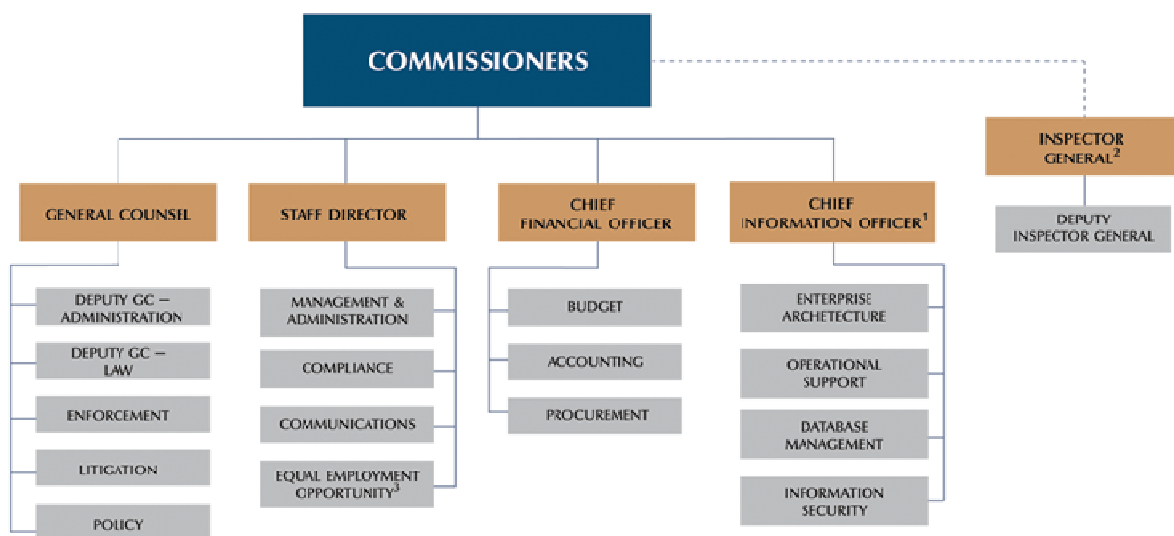 COMMISSIONERS
INSPECTOR
GENERAL²
DEPUTY
INSPECTOR GENERAL
GENERAL COUNSEL
DEPUTY GC –
ADMINISTRATION
DEPUTY GC –
LAW
ENFORCEMENT
LITIGATION
POLICY
STAFF DIRECTOR
MANAGEMENT &
ADMINISTRATION
COMPLIANCE
COMMUNICATIONS
EQUAL EMPLOYMENT
OPPORTUNITY³
CHIEF
FINANCIAL OFFICER
BUDGET
ACCOUNTING
PROCUREMENT
CHIEF
INFORMATION OFFICER¹
ENTERPRISE
ARCHETECTURE
OPERATIONAL
SUPPORT
DATABASE
MANAGEMENT
INFORMATION
SECURITY